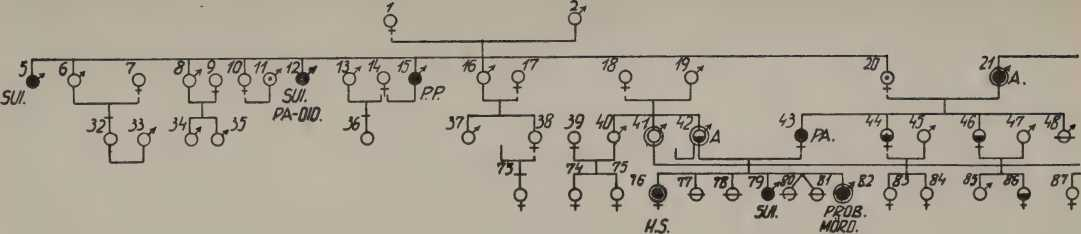 1 2
5 6 7 8 9 10 11 12 13 14 15 16 17 18 19 20 21
SUI. SUI. P.P. A.
PA-DID.
32 33 34 35 36 37 38 39 40 41 42 A 43 PA. 44 45 46 47 48
73 74 75 76 77 78 79 80 81 82 83 84 85 86 87
H.S. SUI. PROB.
MÖRD.